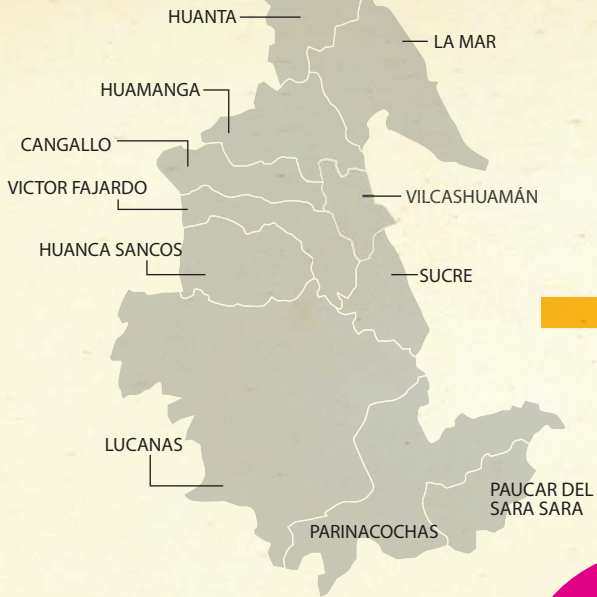 HUANTA
LA MAR
HUAMANGA
CANGALLO
VICTOR FAJARDO
VILCASHUAMÁN
HUANCA SANCOS
SUCRE
LUCANAS
PAUCAR DEL
SARA SARA
PARINACOCHAS